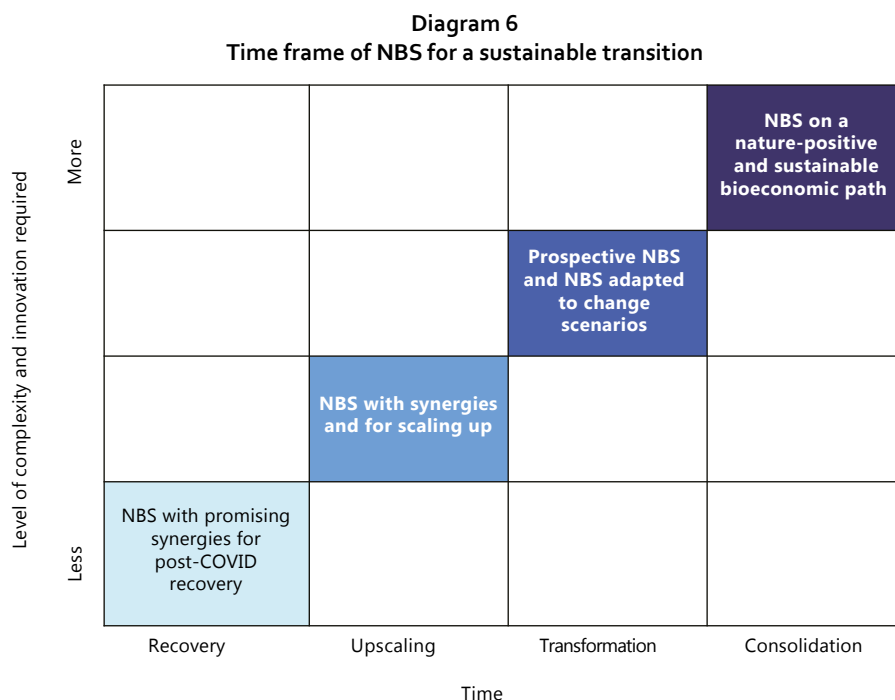 Diagram 6
Time frame of NBS for a sustainable transition
Level of complexity and innovation required
More
Less
NBS on a
nature-positive
and sustainable
bioeconomic path
Prospective NBS
and NBS adapted
to change
scenarios
NBS with synergies
and for scaling up
NBS with promising
synergies for
post-COVID
recovery
Recovery
Upscaling
Transformation
Consolidation
Time